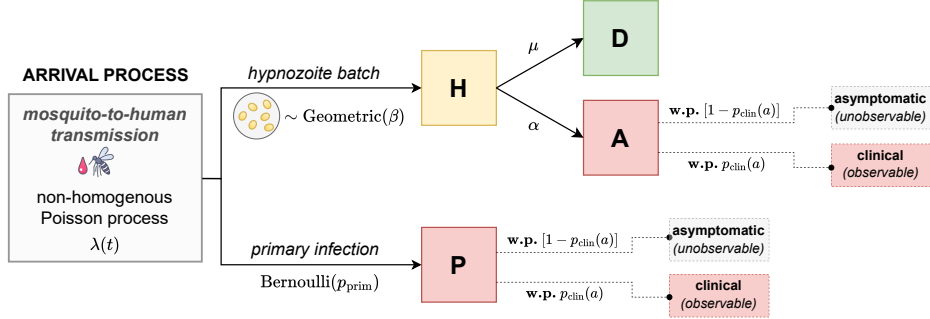 ARRIVAL PROCESS
mosquito-to-human
transmission
non-homogenous
Poisson process
λ(t)
hypnozoite batch
∼ Geometric(β)
H
μ
α
D
A
w.p. [1 − p_clin(a)]
asymptomatic
(unobservable)
w.p. p_clin(a)
clinical
(observable)
primary infection
Bernoulli(p_prim)
P
w.p. [1 − p_clin(a)]
asymptomatic
(unobservable)
w.p. p_clin(a)
clinical
(observable)